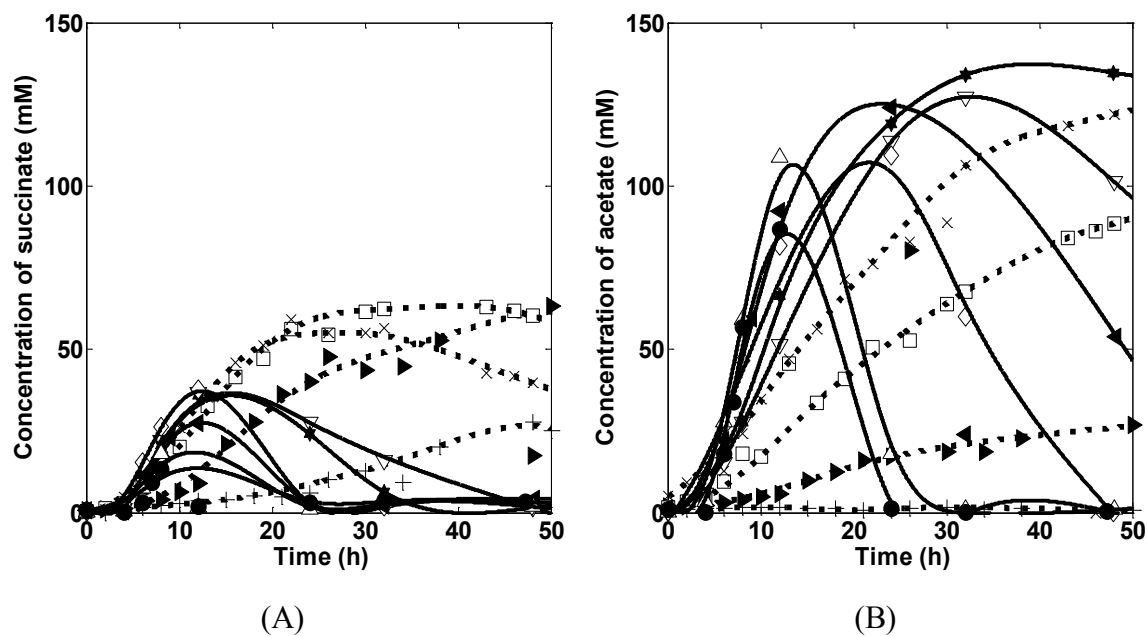 150
100
50
0
Concentration of succinate (mM)
0 10 20 30 40 50
Time (h)
(A)
150
100
50
0
Concentration of acetate (mM)
0 10 20 30 40 50
Time (h)
(B)